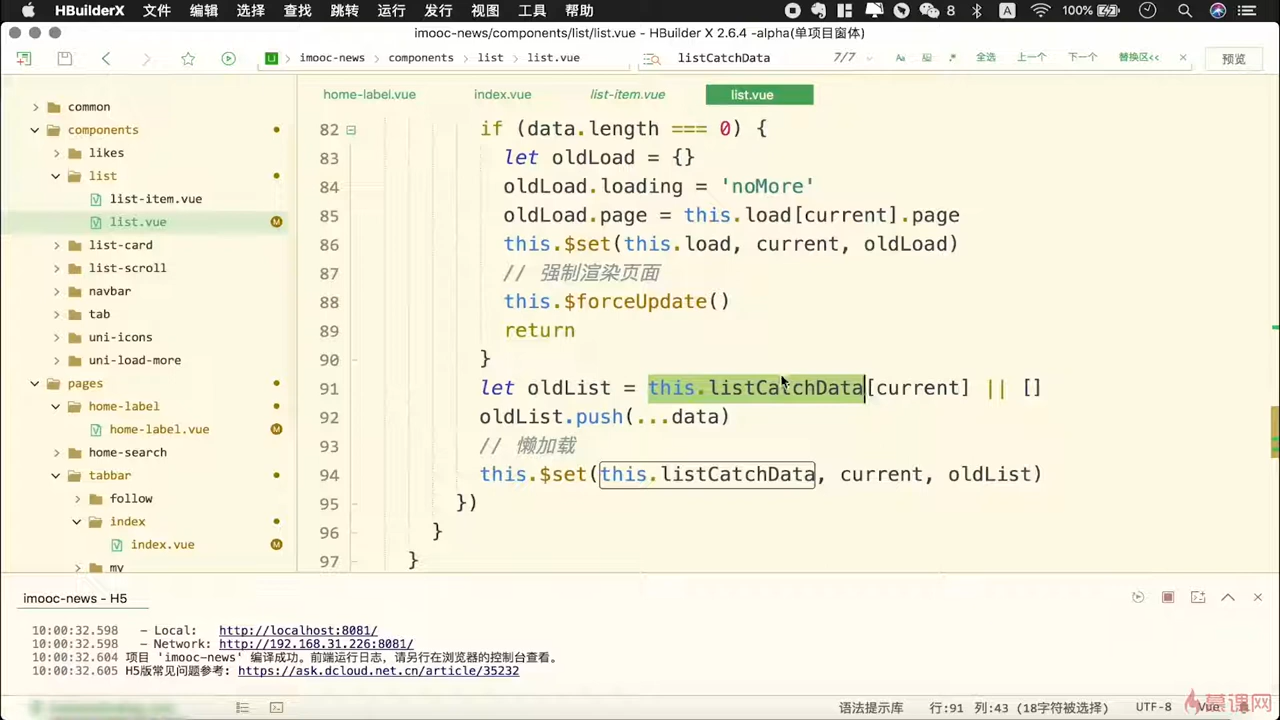 HBuilderX 文件 编辑 选择 查找 跳转 运行 发行 视图 工具 帮助 8 A 100%
imooc-news/components/list/list.vue - HBuilder X 2.6.4 -alpha(单项目窗体)
imooc-news components list list.vue listCatchData 7/7 Aa 全选 上一个 下一个 替换区<< 预览
home-label.vue index.vue list-item.vue list.vue
common
components
likes
list
list-item.vue
list.vue M
list-card
list-scroll
navbar
tab
uni-icons
uni-load-more
pages
home-label
home-label.vue M
home-search
tabbar
follow
index
index.vue M
my
82 if (data.length === 0) {
83 let oldLoad = {}
84 oldLoad.loading = 'noMore'
85 oldLoad.page = this.load[current].page
86 this.$set(this.load, current, oldLoad)
87 // 强制渲染页面
88 this.$forceUpdate()
89 return
90 }
91 let oldList = this.listCatchData[current] || []
92 oldList.push(...data)
93 // 懒加载
94 this.$set(this.listCatchData, current, oldList)
95 })
96 }
97 }
imooc-news - H5
10:00:32.598 - Local: http://localhost:8081/
10:00:32.598 - Network: http://192.168.31.226:8081/
10:00:32.604 项目 'imooc-news' 编译成功。前端运行日志，请另行在浏览器的控制台查看。
10:00:32.605 H5版常见问题参考: https://ask.dcloud.net.cn/article/35232
语法提示库 行:91 列:43 (18字符被选择) UTF-8 Vue
慕课网